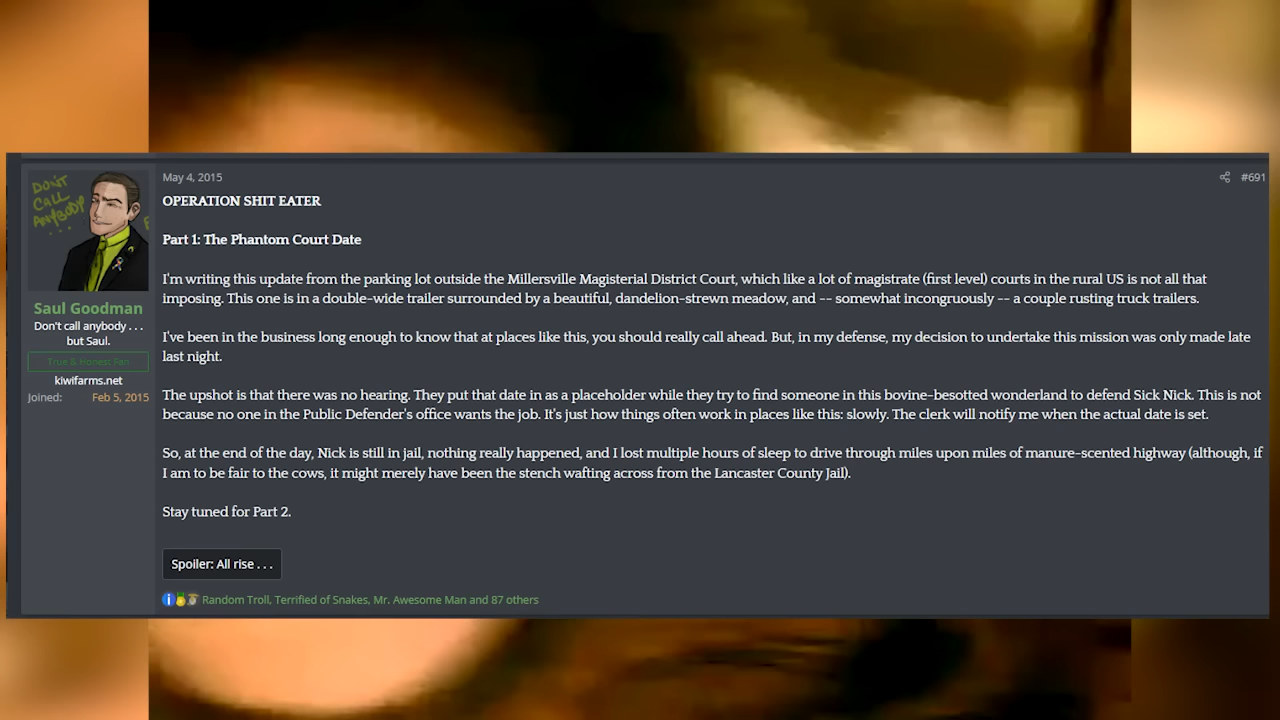 DON'T
CALL
ANYBODY
...
Saul Goodman
Don't call anybody . . .
but Saul.
True & Honest Fan
kiwifarms.net
Joined: Feb 5, 2015
May 4, 2015 #691
OPERATION SHIT EATER
Part 1: The Phantom Court Date
I'm writing this update from the parking lot outside the Millersville Magisterial District Court, which like a lot of magistrate (first level) courts in the rural US is not all that
imposing. This one is in a double-wide trailer surrounded by a beautiful, dandelion-strewn meadow, and -- somewhat incongruously -- a couple rusting truck trailers.
I've been in the business long enough to know that at places like this, you should really call ahead. But, in my defense, my decision to undertake this mission was only made late
last night.
The upshot is that there was no hearing. They put that date in as a placeholder while they try to find someone in this bovine-besotted wonderland to defend Sick Nick. This is not
because no one in the Public Defender's office wants the job. It's just how things often work in places like this: slowly. The clerk will notify me when the actual date is set.
So, at the end of the day, Nick is still in jail, nothing really happened, and I lost multiple hours of sleep to drive through miles upon miles of manure-scented highway (although, if
I am to be fair to the cows, it might merely have been the stench wafting across from the Lancaster County Jail).
Stay tuned for Part 2.
Spoiler: All rise . . .
Random Troll, Terrified of Snakes, Mr. Awesome Man and 87 others